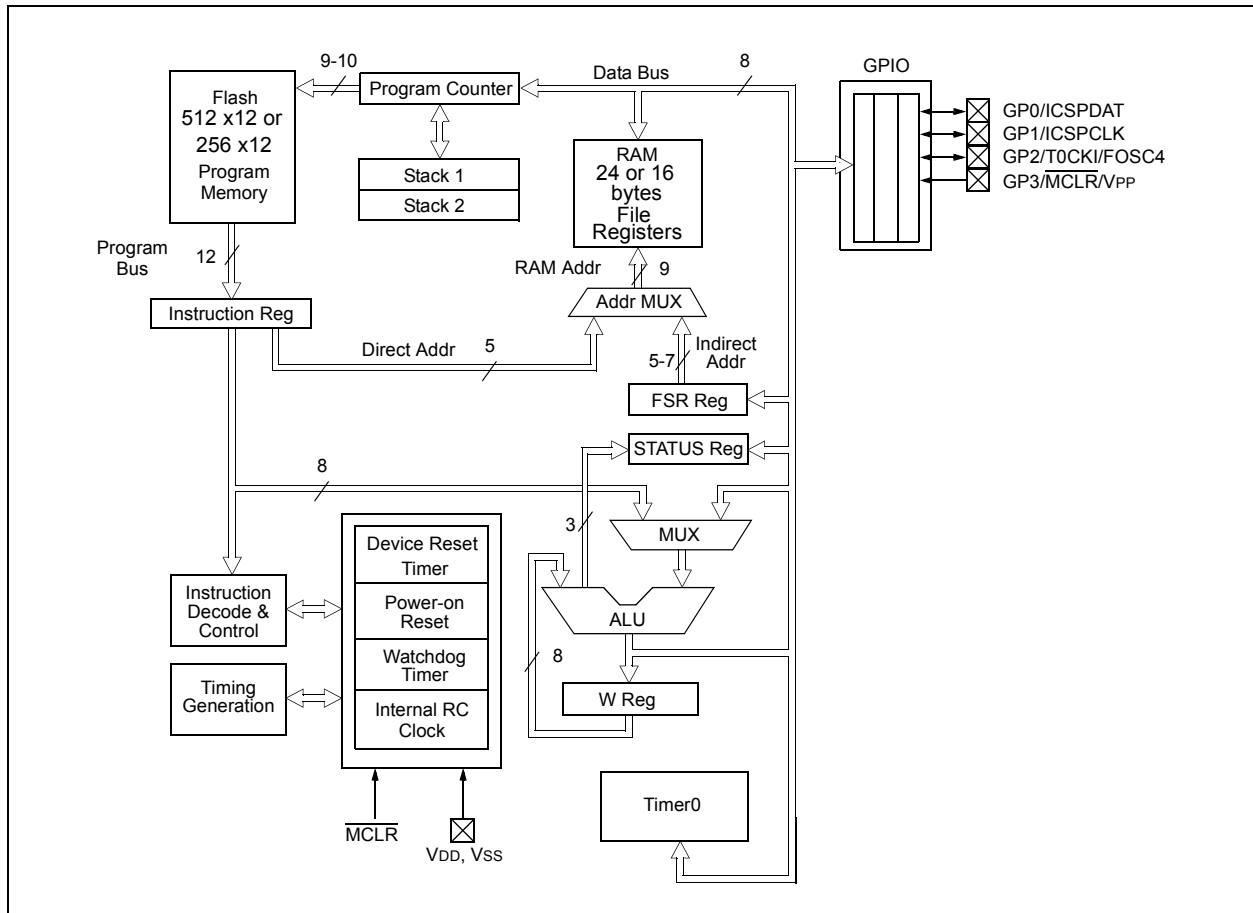 9-10
Data Bus
8
GPIO
Flash
512 x12 or
256 x12
Program
Memory
Program Counter
Stack 1
Stack 2
RAM
24 or 16
bytes
File
Registers
GP0/ICSPDAT
GP1/ICSPCLK
GP2/T0CKI/FOSC4
GP3/MCLR/VPP
Program
Bus
12
RAM Addr
9
Addr MUX
Instruction Reg
Direct Addr
5
5-7
Indirect
Addr
FSR Reg
STATUS Reg
8
3
MUX
Device Reset
Timer
Power-on
Reset
Watchdog
Timer
Internal RC
Clock
Instruction
Decode &
Control
Timing
Generation
ALU
8
W Reg
Timer0
MCLR
VDD, VSS